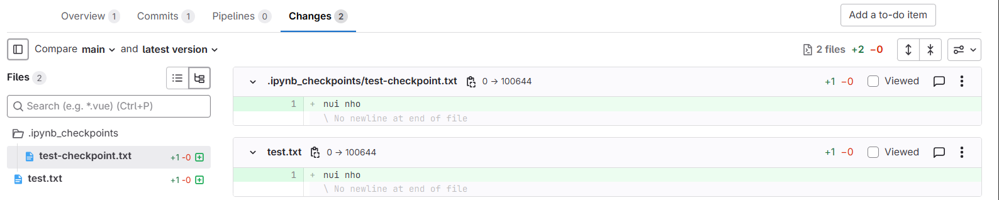 Overview 1 Commits 1 Pipelines 0 Changes 2 Add a to-do item
Compare main and latest version 2 files +2 −0
Files 2
Search (e.g. *.vue) (Ctrl+P)
.ipynb_checkpoints
test-checkpoint.txt +1 -0
test.txt +1 -0
.ipynb_checkpoints/test-checkpoint.txt 0 → 100644 +1 −0 Viewed
1 + nui nho
\ No newline at end of file
test.txt 0 → 100644 +1 −0 Viewed
1 + nui nho
\ No newline at end of file